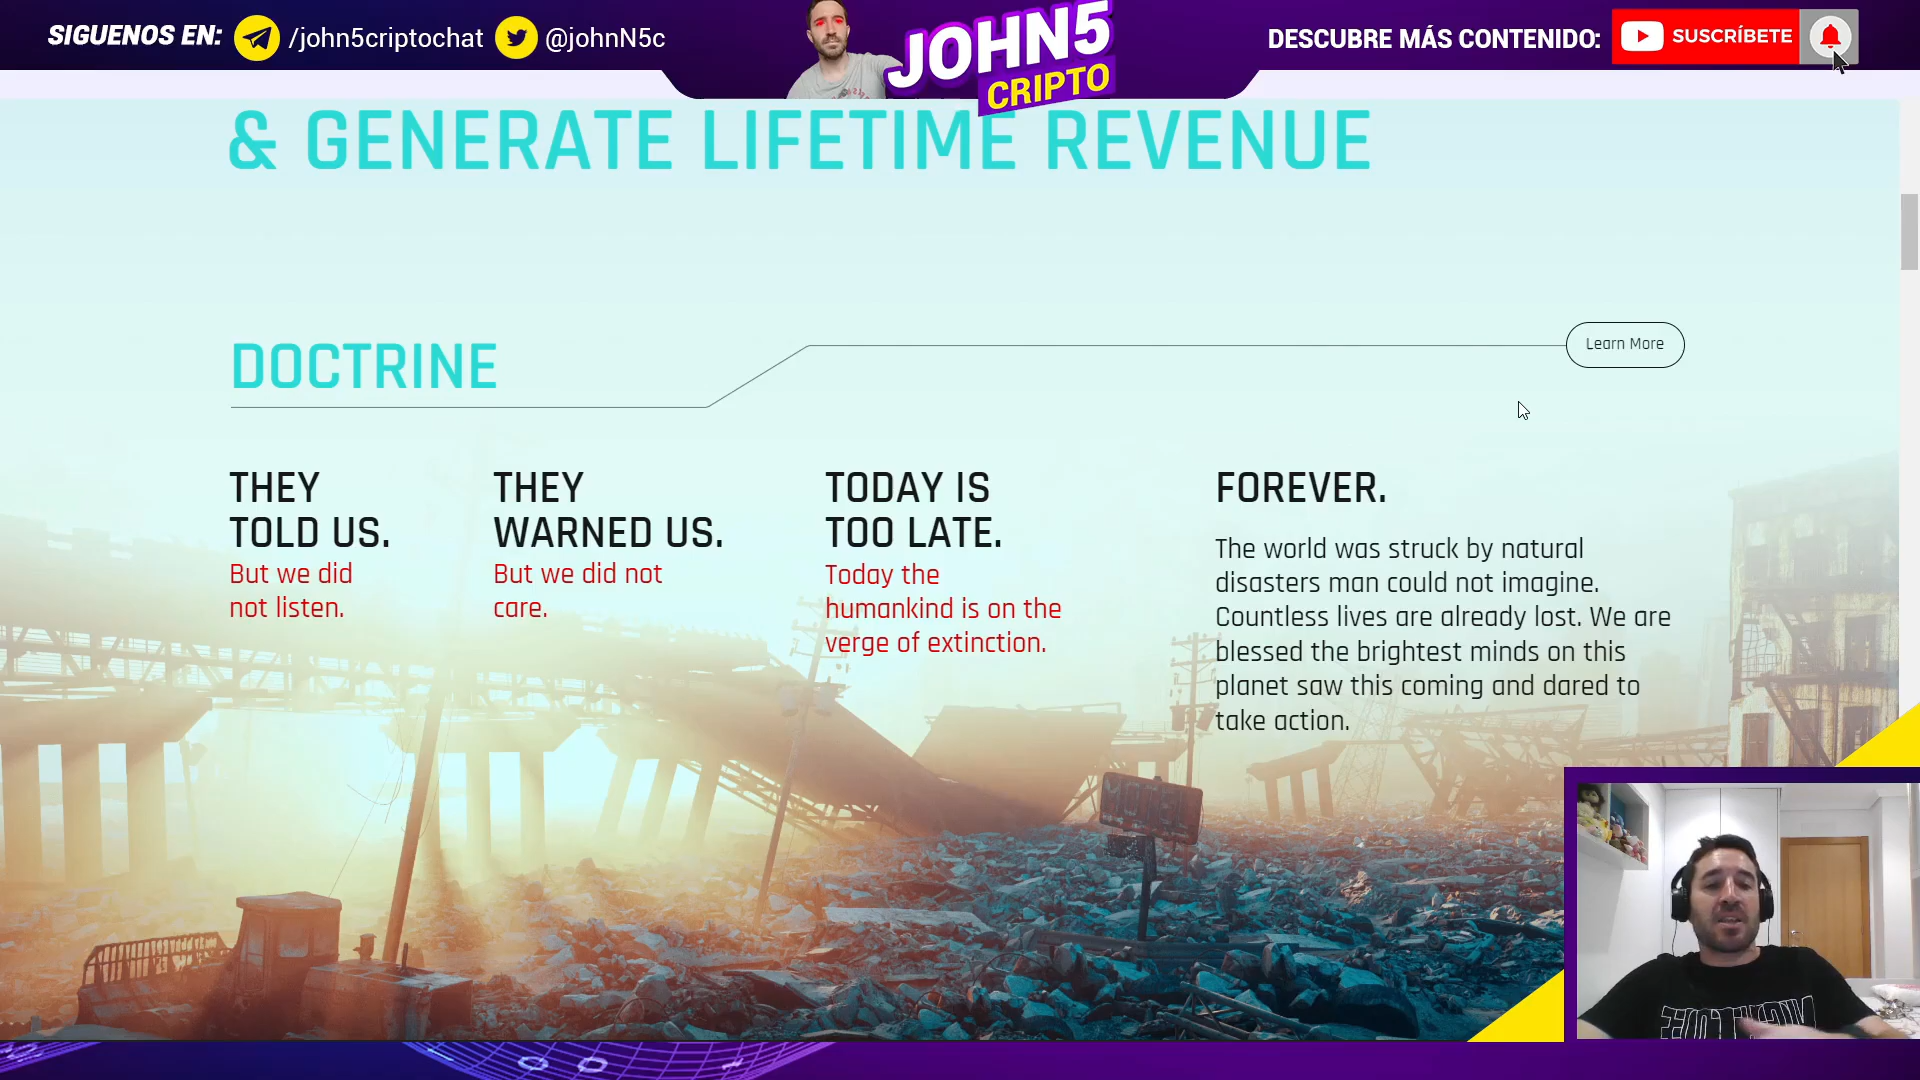 SIGUENOS EN: /john5criptochat @johnN5c
JOHN5
CRIPTO
DESCUBRE MÁS CONTENIDO: SUSCRÍBETE
& GENERATE LIFETIME REVENUE
DOCTRINE
Learn More
THEY
TOLD US.
But we did
not listen.
THEY
WARNED US.
But we did not
care.
TODAY IS
TOO LATE.
Today the
humankind is on the
verge of extinction.
FOREVER.
The world was struck by natural
disasters man could not imagine.
Countless lives are already lost. We are
blessed the brightest minds on this
planet saw this coming and dared to
take action.